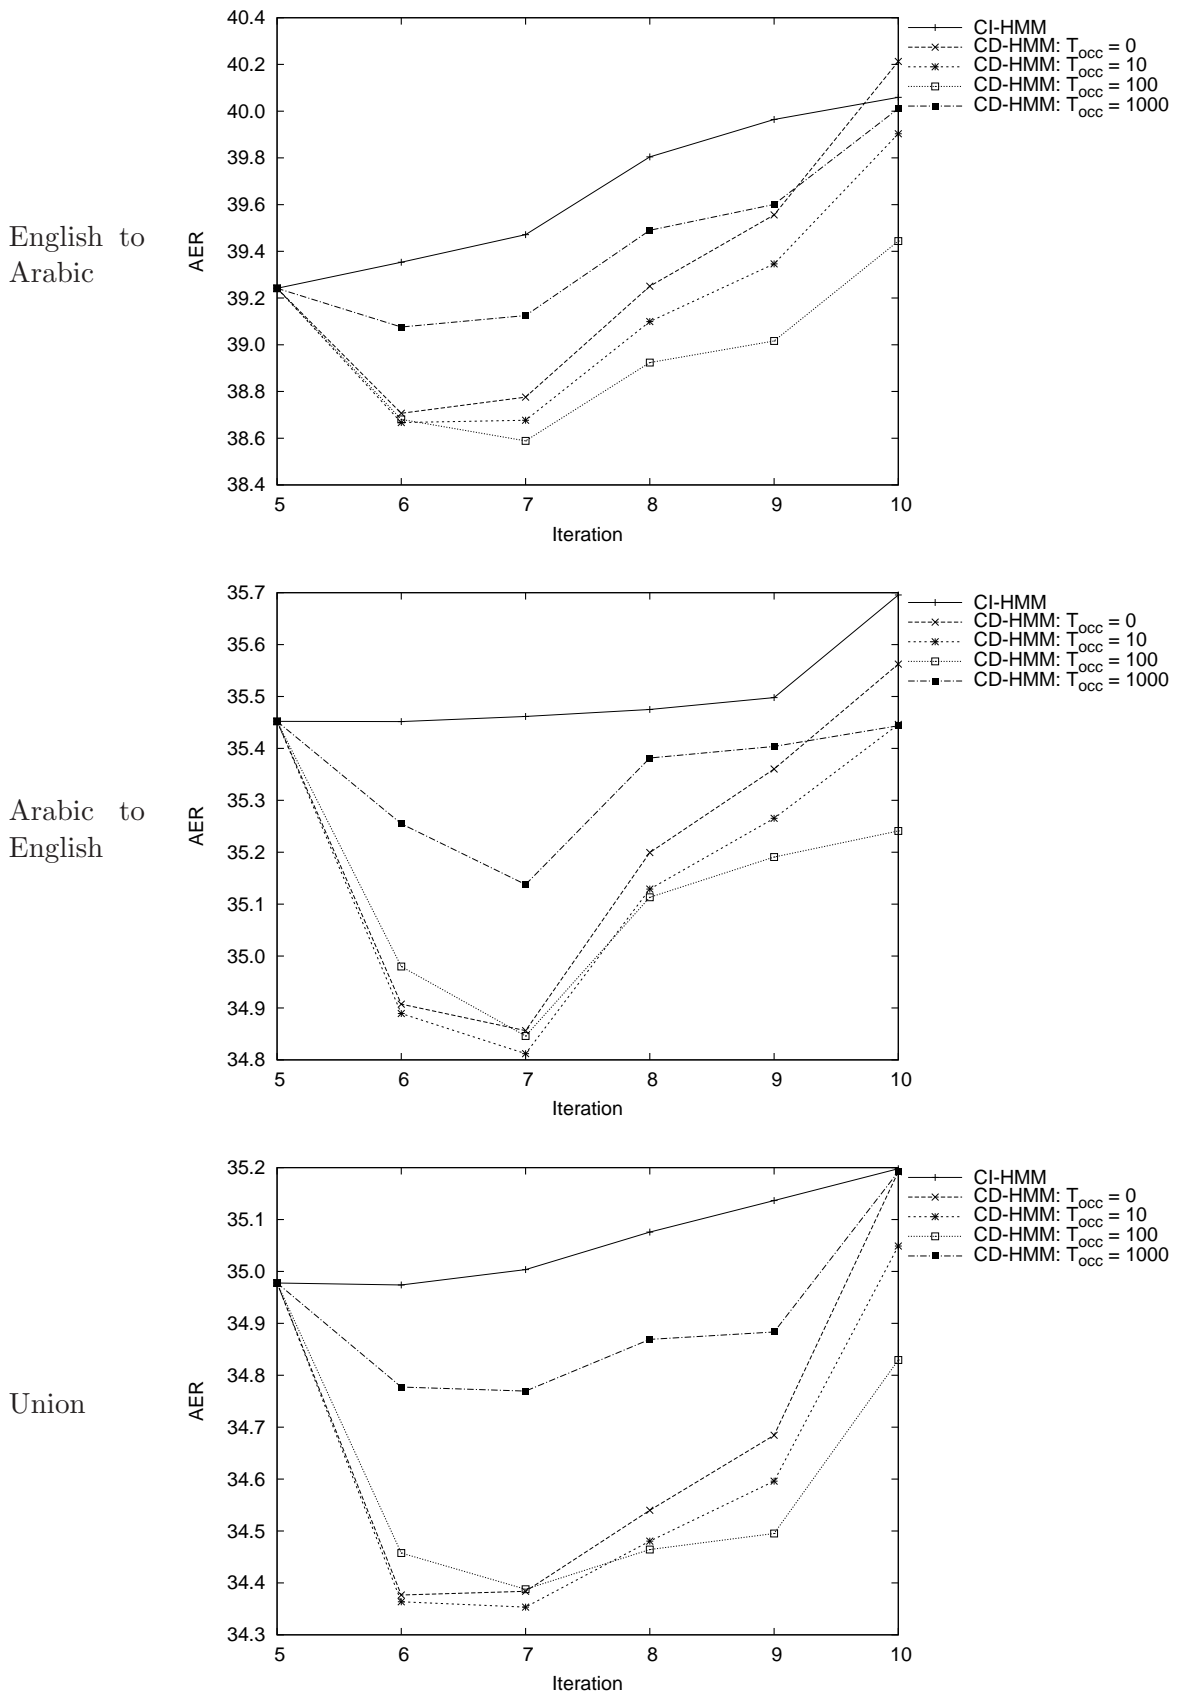 English to
Arabic
AER
40.4
40.2
40.0
39.8
39.6
39.4
39.2
39.0
38.8
38.6
38.4
5 6 7 8 9 10
Iteration
CI-HMM
CD-HMM: Tocc = 0
CD-HMM: Tocc = 10
CD-HMM: Tocc = 100
CD-HMM: Tocc = 1000
Arabic to
English
AER
35.7
35.6
35.5
35.4
35.3
35.2
35.1
35.0
34.9
34.8
5 6 7 8 9 10
Iteration
CI-HMM
CD-HMM: Tocc = 0
CD-HMM: Tocc = 10
CD-HMM: Tocc = 100
CD-HMM: Tocc = 1000
Union
AER
35.2
35.1
35.0
34.9
34.8
34.7
34.6
34.5
34.4
34.3
5 6 7 8 9 10
Iteration
CI-HMM
CD-HMM: Tocc = 0
CD-HMM: Tocc = 10
CD-HMM: Tocc = 100
CD-HMM: Tocc = 1000